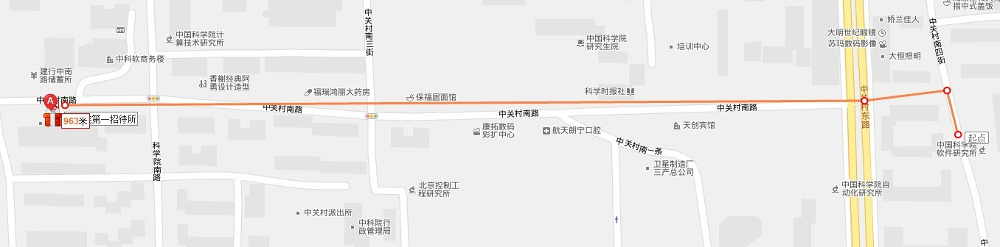 指中式盖饭
娇兰佳人
大明世纪眼镜
苏玛数码影像
大恒照明
中关村南四街
中国科学院
研究生院
培训中心
中关村南三街
中国科学院计
算技术研究所
中科软商务楼
建行中南
路储蓄所
香榭经典阿
勇设计造型
福瑞鸿丽大药房
保福居面馆
科学时报社
中关村东路
A
中关村南路
中关村南路
中关村南路
中关村南路
963米
第一招待所
康拓数码
彩扩中心
航天朗宁口腔
天创宾馆
起点
中国科学院
软件研究所
中关村南一条
卫星制造厂
三产总公司
科学院南路
北京控制工
程研究所
中国科学院自
动化研究所
中关村派出所
中科院行
政管理局
中